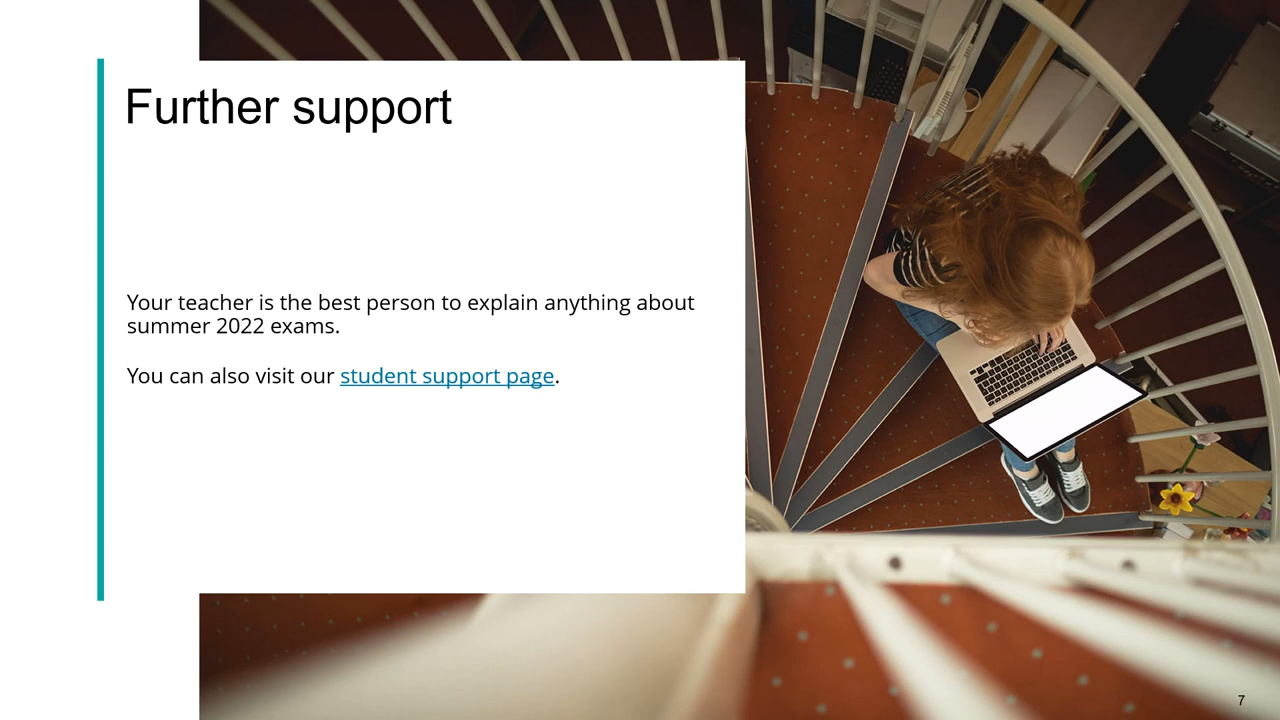 Further support
Your teacher is the best person to explain anything about
summer 2022 exams.
You can also visit our student support page.
7